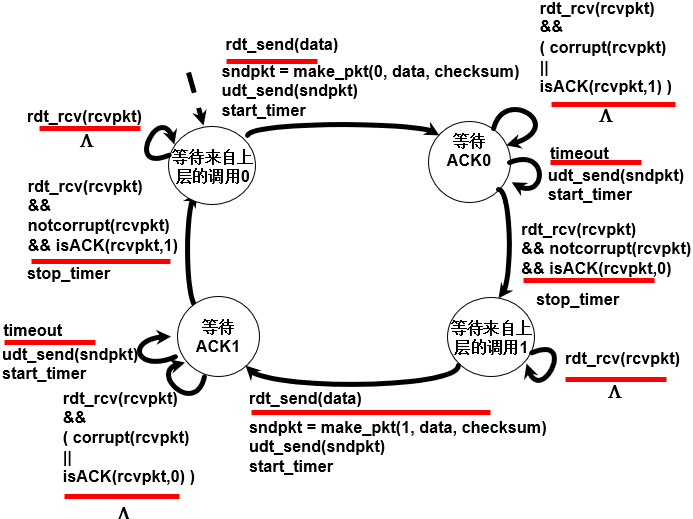 rdt_send(data)
sndpkt = make_pkt(0, data, checksum)
udt_send(sndpkt)
start_timer
rdt_rcv(rcvpkt)
&&
( corrupt(rcvpkt)
||
isACK(rcvpkt,1) )
Λ
rdt_rcv(rcvpkt)
Λ
等待来自上
层的调用0
等待
ACK0
timeout
udt_send(sndpkt)
start_timer
rdt_rcv(rcvpkt)
&&
notcorrupt(rcvpkt)
&& isACK(rcvpkt,1)
stop_timer
rdt_rcv(rcvpkt)
&& notcorrupt(rcvpkt)
&& isACK(rcvpkt,0)
stop_timer
等待
ACK1
等待来自上
层的调用1
timeout
udt_send(sndpkt)
start_timer
rdt_rcv(rcvpkt)
Λ
rdt_rcv(rcvpkt)
&&
( corrupt(rcvpkt)
||
isACK(rcvpkt,0) )
Λ
rdt_send(data)
sndpkt = make_pkt(1, data, checksum)
udt_send(sndpkt)
start_timer